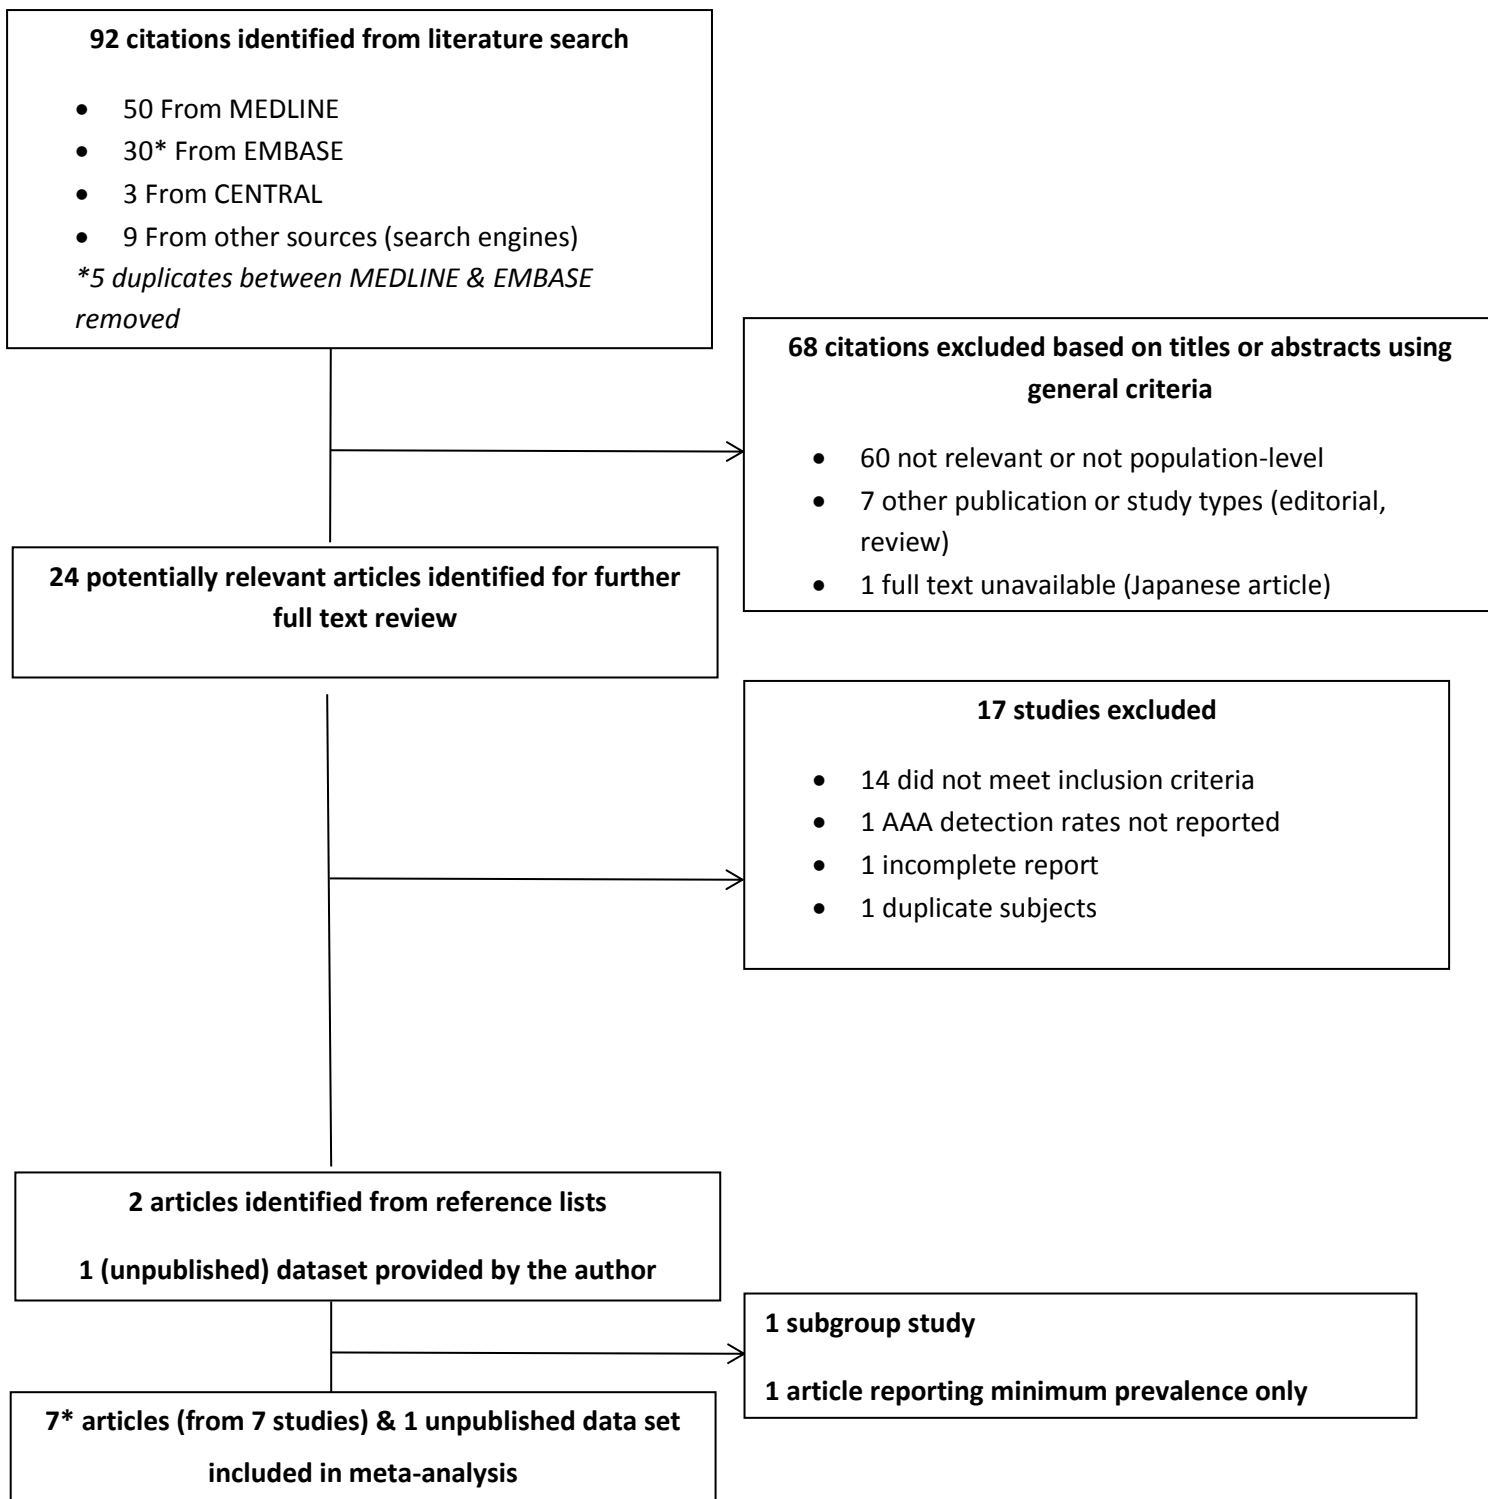 92 citations identified from literature search
• 50 From MEDLINE
• 30* From EMBASE
• 3 From CENTRAL
• 9 From other sources (search engines)
*5 duplicates between MEDLINE & EMBASE
removed
68 citations excluded based on titles or abstracts using
general criteria
• 60 not relevant or not population-level
• 7 other publication or study types (editorial,
review)
• 1 full text unavailable (Japanese article)
24 potentially relevant articles identified for further
full text review
17 studies excluded
• 14 did not meet inclusion criteria
• 1 AAA detection rates not reported
• 1 incomplete report
• 1 duplicate subjects
2 articles identified from reference lists
1 (unpublished) dataset provided by the author
1 subgroup study
1 article reporting minimum prevalence only
7* articles (from 7 studies) & 1 unpublished data set
included in meta-analysis